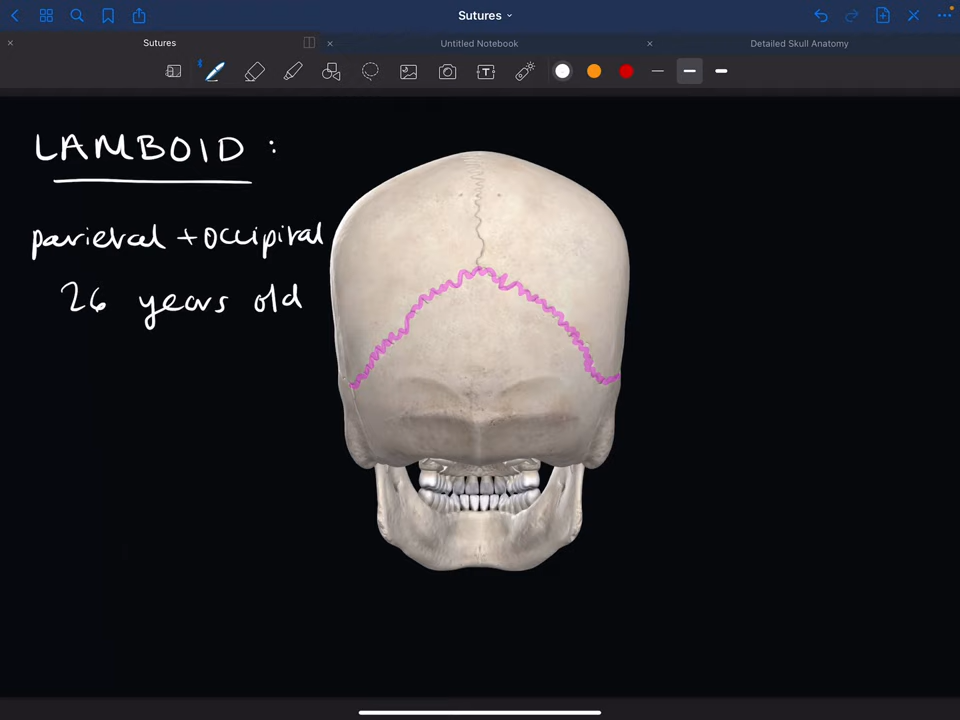 Sutures
Sutures
Untitled Notebook
Detailed Skull Anatomy
LAMBOID :
parietal + occipital
26 years old